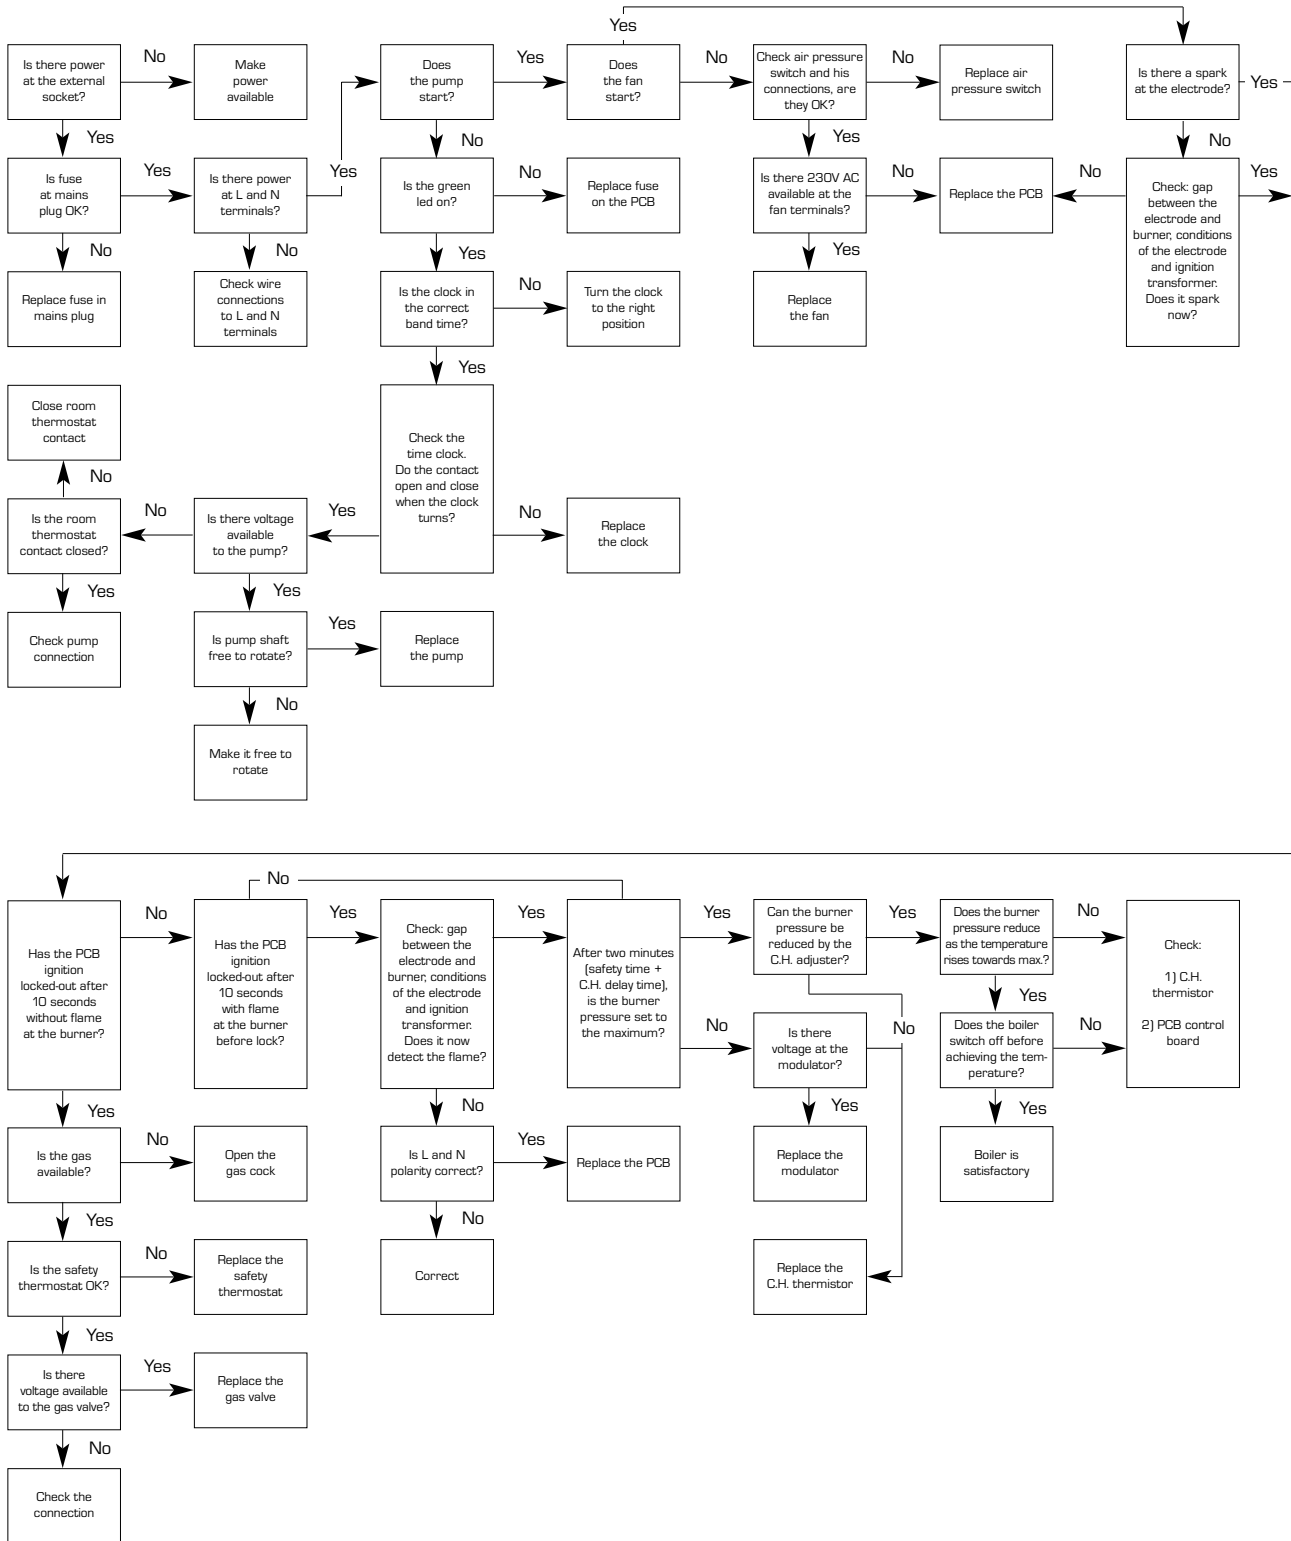 Yes
Is there power
at the external
socket?
No
Make
power
available
Does
the pump
start?
Yes
Does
the fan
start?
No
Check air pressure
switch and his
connections, are
they OK?
No
Replace air
pressure switch
Is there a spark
at the electrode?
Yes
Yes
No
Yes
No
Is fuse
at mains
plug OK?
Yes
Is there power
at L and N
terminals?
Yes
Is the green
led on?
No
Replace fuse
on the PCB
Is there 230V AC
available at the
fan terminals?
No
Replace the PCB
No
Check: gap
between the
electrode and
burner, conditions
of the electrode
and ignition
transformer.
Does it spark
now?
Yes
No
No
Yes
Yes
Replace fuse in
mains plug
Check wire
connections
to L and N
terminals
Is the clock in
the correct
band time?
No
Turn the clock
to the right
position
Replace
the fan
Yes
Close room
thermostat
contact
Check the
time clock.
Do the contact
open and close
when the clock
turns?
No
Is the room
thermostat
contact closed?
No
Is there voltage
available
to the pump?
Yes
No
Replace
the clock
Yes
Yes
Check pump
connection
Is pump shaft
free to rotate?
Yes
Replace
the pump
No
Make it free to
rotate
No
Has the PCB
ignition
locked-out after
10 seconds
without flame
at the burner?
No
Has the PCB
ignition
locked-out after
10 seconds
with flame
at the burner
before lock?
Yes
Check: gap
between the
electrode and
burner, conditions
of the electrode
and ignition
transformer.
Does it now
detect the flame?
Yes
After two minutes
(safety time +
C.H. delay time),
is the burner
pressure set to
the maximum?
Yes
Can the burner
pressure be
reduced by the
C.H. adjuster?
Yes
Does the burner
pressure reduce
as the temperature
rises towards max.?
No
Check:
1) C.H.
thermistor
2) PCB control
board
Yes
No
Is there
voltage at the
modulator?
No
Does the boiler
switch off before
achieving the tem-
perature?
No
Yes
No
Yes
Yes
Is the gas
available?
No
Open the
gas cock
Is L and N
polarity correct?
Yes
Replace the PCB
Replace the
modulator
Boiler is
satisfactory
Yes
No
Is the safety
thermostat OK?
No
Replace the
safety
thermostat
Correct
Replace the
C.H. thermistor
Yes
Is there
voltage available
to the gas valve?
Yes
Replace the
gas valve
No
Check the
connection